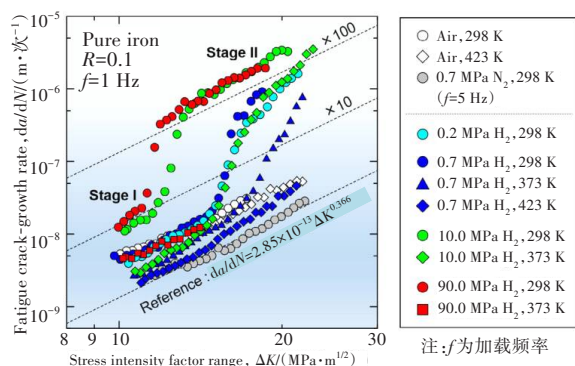 Fatigue crack-growth rate, da/dN/(m·次⁻¹)
10⁻⁵
10⁻⁶
10⁻⁷
10⁻⁸
10⁻⁹
Pure iron
R=0.1
f=1 Hz
Stage II
Stage I
× 100
× 10
Reference : da/dN=2.85×10⁻¹³ ΔK^0.366
8
10
20
30
Stress intensity factor range, ΔK/(MPa·m^1/2)
Air, 298 K
Air, 423 K
0.7 MPa N₂, 298 K
(f=5 Hz)
0.2 MPa H₂, 298 K
0.7 MPa H₂, 298 K
0.7 MPa H₂, 373 K
0.7 MPa H₂, 423 K
10.0 MPa H₂, 298 K
10.0 MPa H₂, 373 K
90.0 MPa H₂, 298 K
90.0 MPa H₂, 373 K
注:f为加载频率